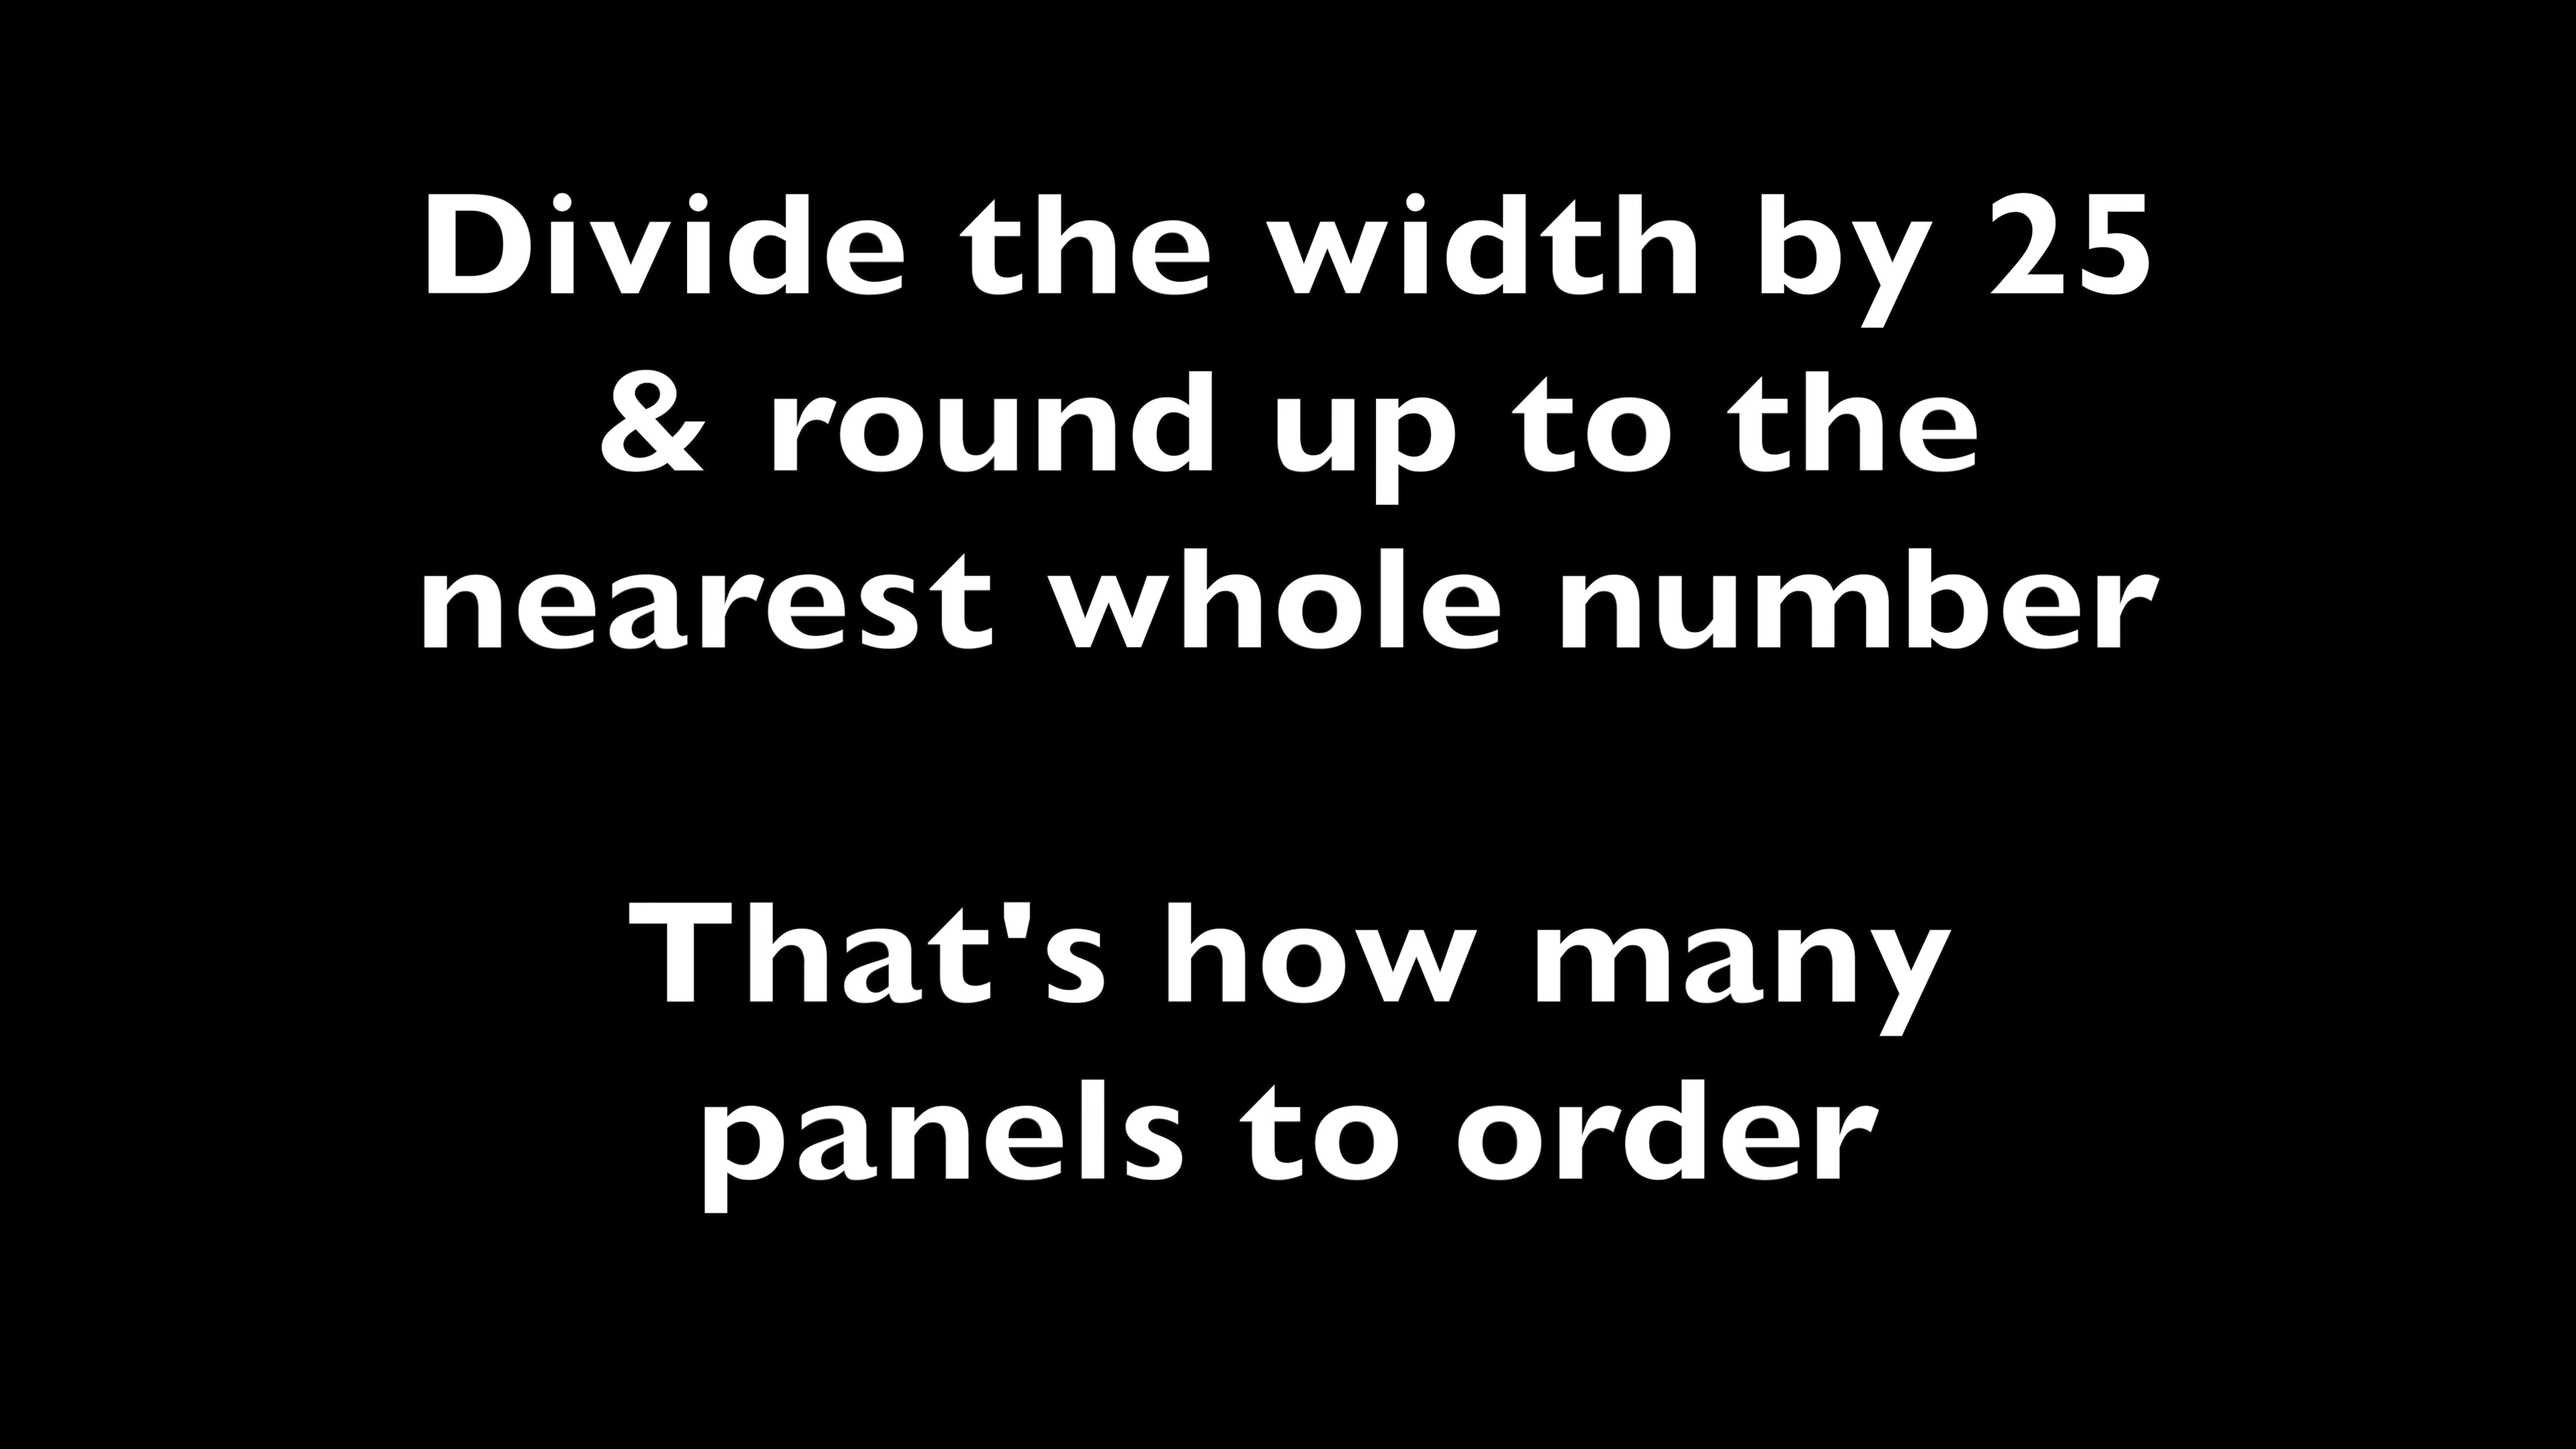 Divide the width by 25
& round up to the
nearest whole number
That's how many
panels to order